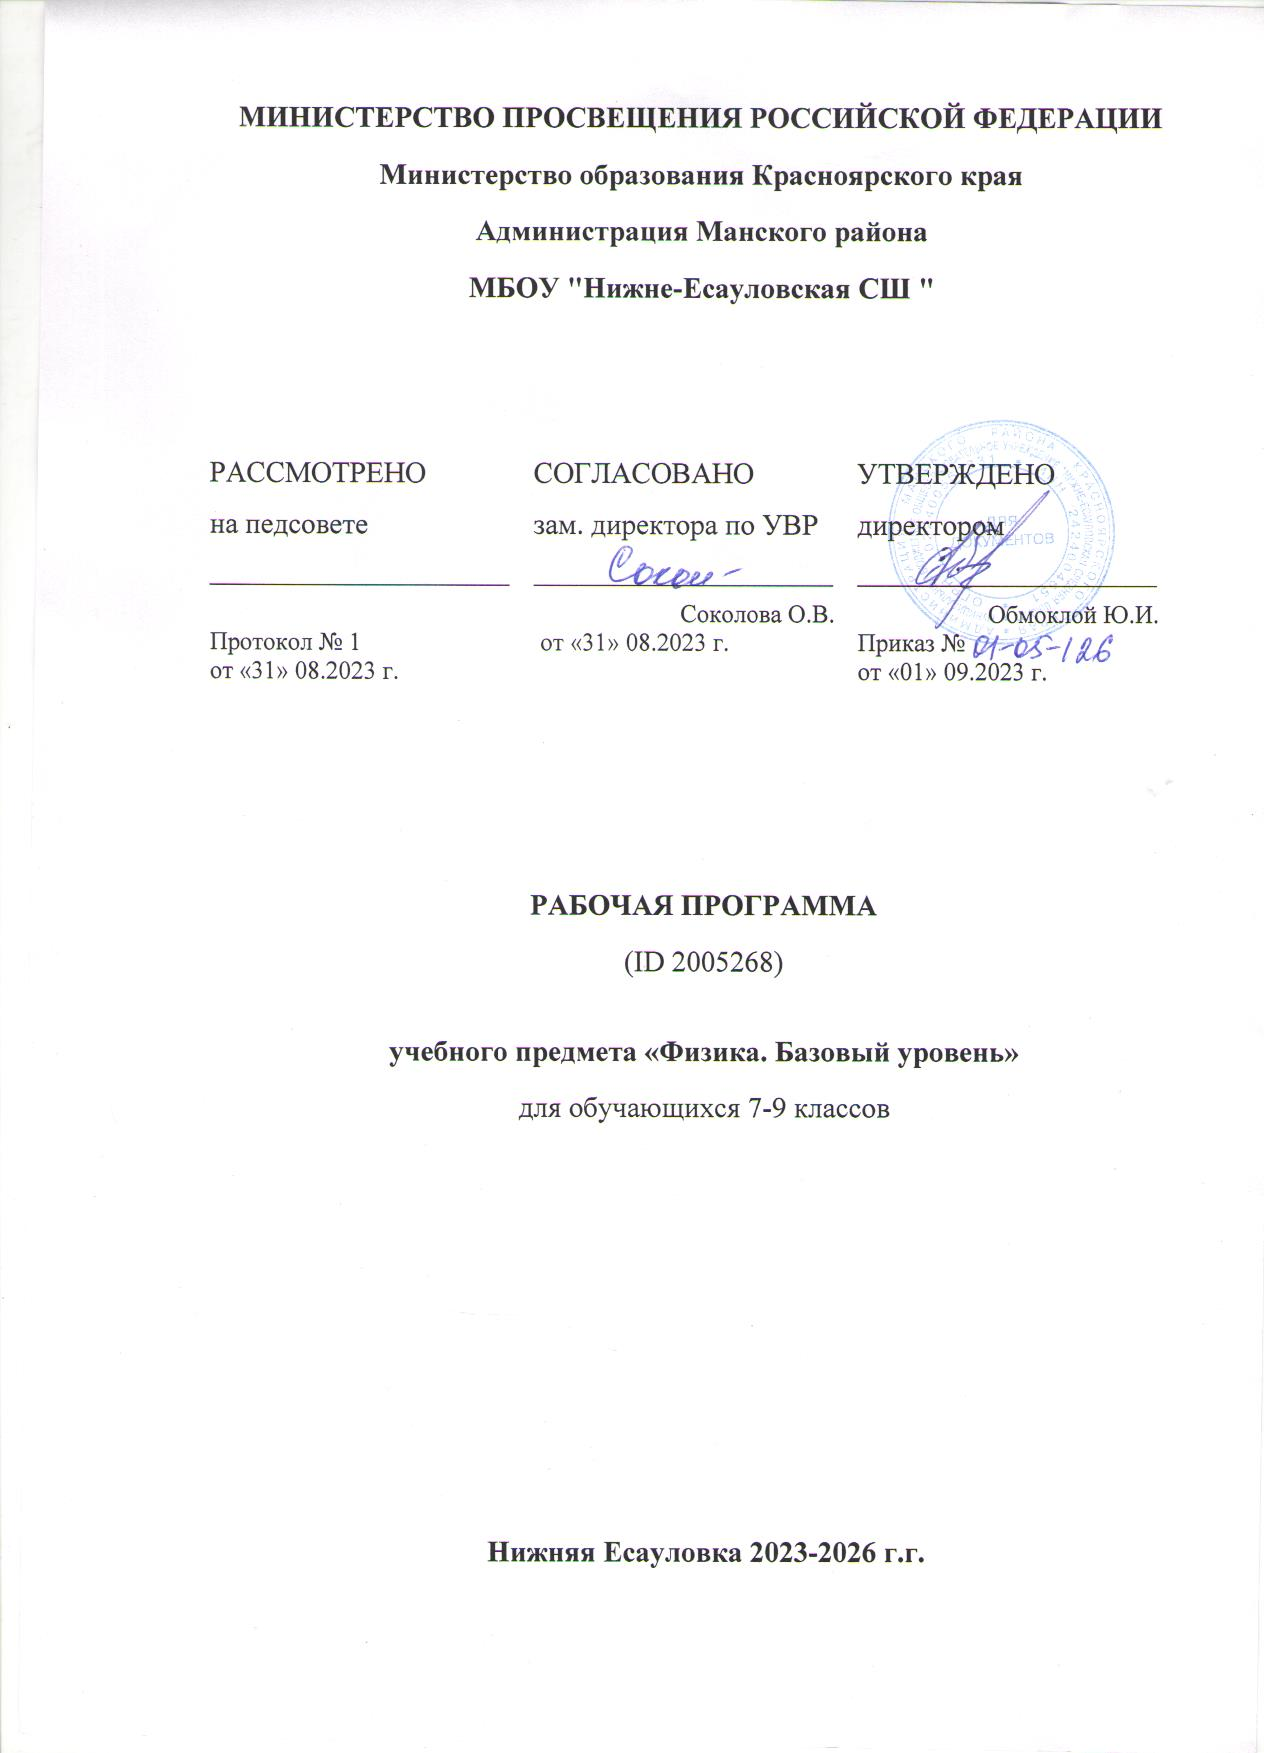 МИНИСТЕРСТВО ПРОСВЕЩЕНИЯ РОССИЙСКОЙ ФЕДЕРАЦИИ
Министерство образования Красноярского края
Администрация Манского района
МБОУ "Нижне-Есауловская СШ "
РАССМОТРЕНО
на педсовете
Протокол № 1
от «31» 08.2023 г.
СОГЛАСОВАНО
зам. директора по УВР
Соколова О.В.
от «31» 08.2023 г.
УТВЕРЖДЕНО
директором
Обмоклой Ю.И.
Приказ № 01-05-126
от «01» 09.2023 г.
ДЛЯ
ДОКУМЕНТОВ
РАБОЧАЯ ПРОГРАММА
(ID 2005268)
учебного предмета «Физика. Базовый уровень»
для обучающихся 7-9 классов
Нижняя Есауловка 2023-2026 г.г.